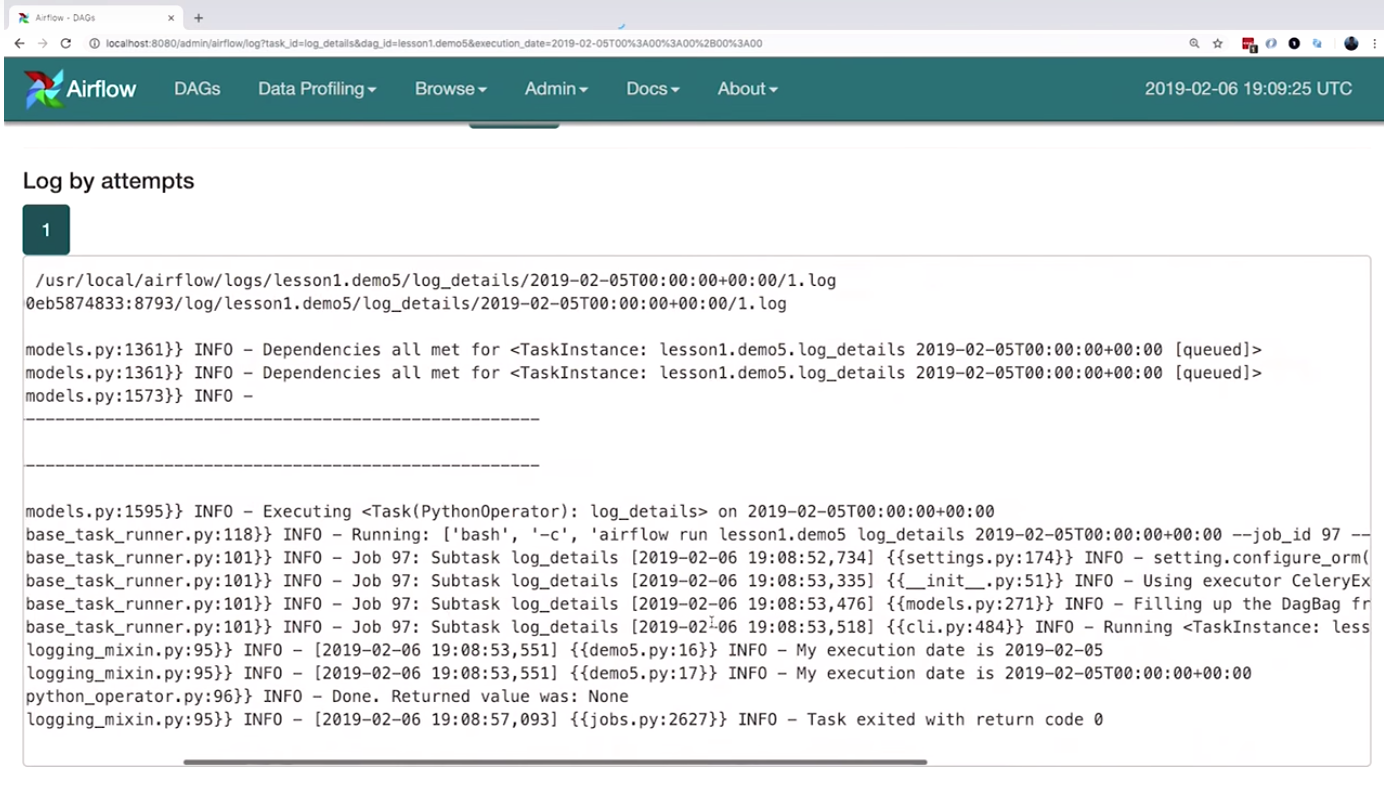 Airflow - DAGs
localhost:8080/admin/airflow/log?task_id=log_details&dag_id=lesson1.demo5&execution_date=2019-02-05T00%3A00%3A00%2B00%3A00
Airflow DAGs Data Profiling Browse Admin Docs About 2019-02-06 19:09:25 UTC
Log by attempts
1
/usr/local/airflow/logs/lesson1.demo5/log_details/2019-02-05T00:00:00+00:00/1.log
0eb5874833:8793/log/lesson1.demo5/log_details/2019-02-05T00:00:00+00:00/1.log
models.py:1361}} INFO - Dependencies all met for <TaskInstance: lesson1.demo5.log_details 2019-02-05T00:00:00+00:00 [queued]>
models.py:1361}} INFO - Dependencies all met for <TaskInstance: lesson1.demo5.log_details 2019-02-05T00:00:00+00:00 [queued]>
models.py:1573}} INFO -
----------------------------------------------------
----------------------------------------------------
models.py:1595}} INFO - Executing <Task(PythonOperator): log_details> on 2019-02-05T00:00:00+00:00
base_task_runner.py:118}} INFO - Running: ['bash', '-c', 'airflow run lesson1.demo5 log_details 2019-02-05T00:00:00+00:00 --job_id 97 --
base_task_runner.py:101}} INFO - Job 97: Subtask log_details [2019-02-06 19:08:52,734] {{settings.py:174}} INFO - setting.configure_orm(
base_task_runner.py:101}} INFO - Job 97: Subtask log_details [2019-02-06 19:08:53,335] {{__init__.py:51}} INFO - Using executor CeleryEx
base_task_runner.py:101}} INFO - Job 97: Subtask log_details [2019-02-06 19:08:53,476] {{models.py:271}} INFO - Filling up the DagBag fr
base_task_runner.py:101}} INFO - Job 97: Subtask log_details [2019-02-06 19:08:53,518] {{cli.py:484}} INFO - Running <TaskInstance: less
logging_mixin.py:95}} INFO - [2019-02-06 19:08:53,551] {{demo5.py:16}} INFO - My execution date is 2019-02-05
logging_mixin.py:95}} INFO - [2019-02-06 19:08:53,551] {{demo5.py:17}} INFO - My execution date is 2019-02-05T00:00:00+00:00
python_operator.py:96}} INFO - Done. Returned value was: None
logging_mixin.py:95}} INFO - [2019-02-06 19:08:57,093] {{jobs.py:2627}} INFO - Task exited with return code 0